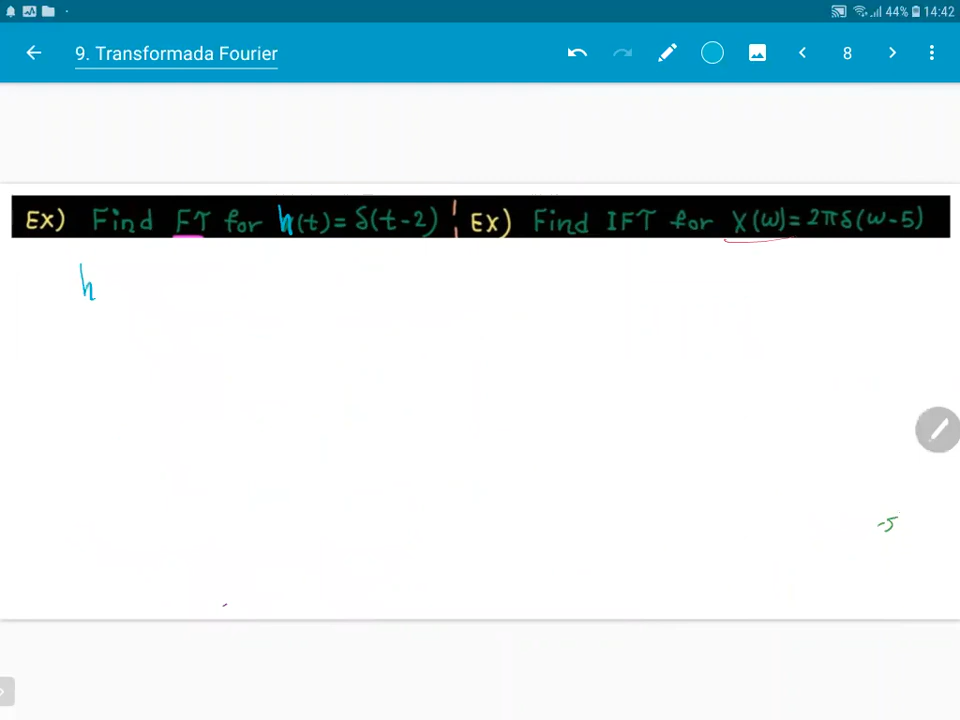 44% 14:42
9. Transformada Fourier 8
Ex) Find FT for h(t)= δ(t-2) ¦ Ex) Find IFT for X(ω)= 2πδ(ω-5)
h
-5